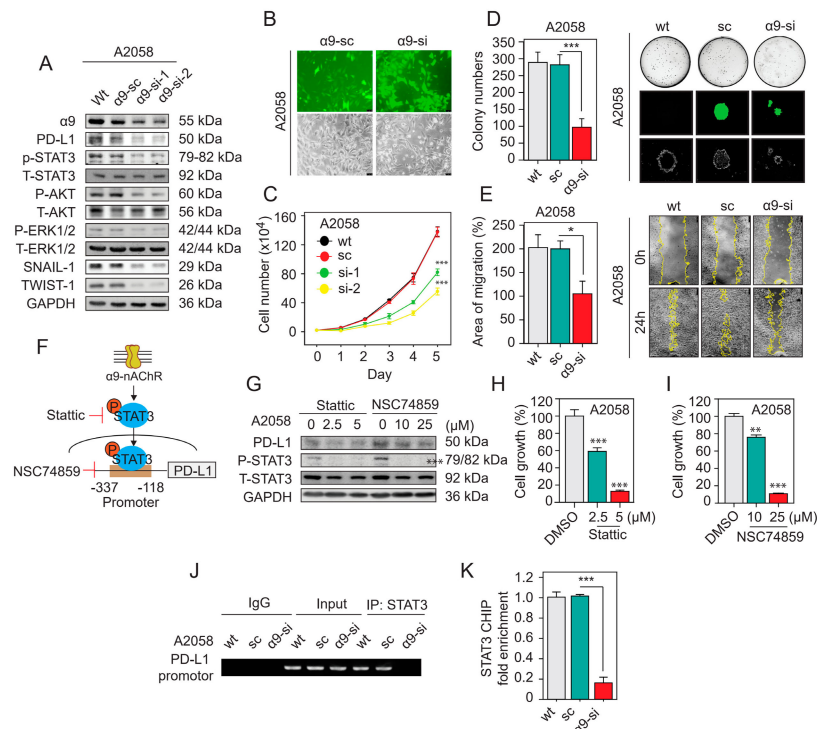 A
A2058
Wt α9-sc α9-si-1 α9-si-2
α9 55 kDa
PD-L1 50 kDa
p-STAT3 79-82 kDa
T-STAT3 92 kDa
P-AKT 60 kDa
T-AKT 56 kDa
P-ERK1/2 42/44 kDa
T-ERK1/2 42/44 kDa
SNAIL-1 29 kDa
TWIST-1 26 kDa
GAPDH 36 kDa
B
α9-sc α9-si
A2058
C
A2058
wt
sc
si-1
si-2
Cell number (x10⁴)
160
120
80
40
0
***
***
0 1 2 3 4 5
Day
D
A2058
Colony numbers
350
300
250
200
150
100
50
0
***
wt sc α9-si
wt sc α9-si
A2058
E
A2058
Area of migration (%)
300
250
200
150
100
50
0
*
wt sc α9-si
wt sc α9-si
A2058
0h
24h
F
α9-nAChR
Stattic
P
STAT3
P
STAT3
NSC74859
PD-L1
-337 -118
Promoter
G
Stattic NSC74859
A2058 0 2.5 5 0 10 25 (μM)
PD-L1 50 kDa
P-STAT3 *** 79/82 kDa
T-STAT3 92 kDa
GAPDH 36 kDa
H
A2058
Cell growth (%)
120
100
80
60
40
20
0
***
***
DMSO 2.5 5 (μM)
Stattic
I
A2058
Cell growth (%)
120
100
80
60
40
20
0
**
***
DMSO 10 25 (μM)
NSC74859
J
IgG Input IP: STAT3
A2058 wt sc α9-si Wt sc α9-si wt sc α9-si
PD-L1
promotor
K
STAT3 CHIP
fold enrichment
1.2
1.0
0.8
0.6
0.4
0.2
0
***
wt sc α9-si